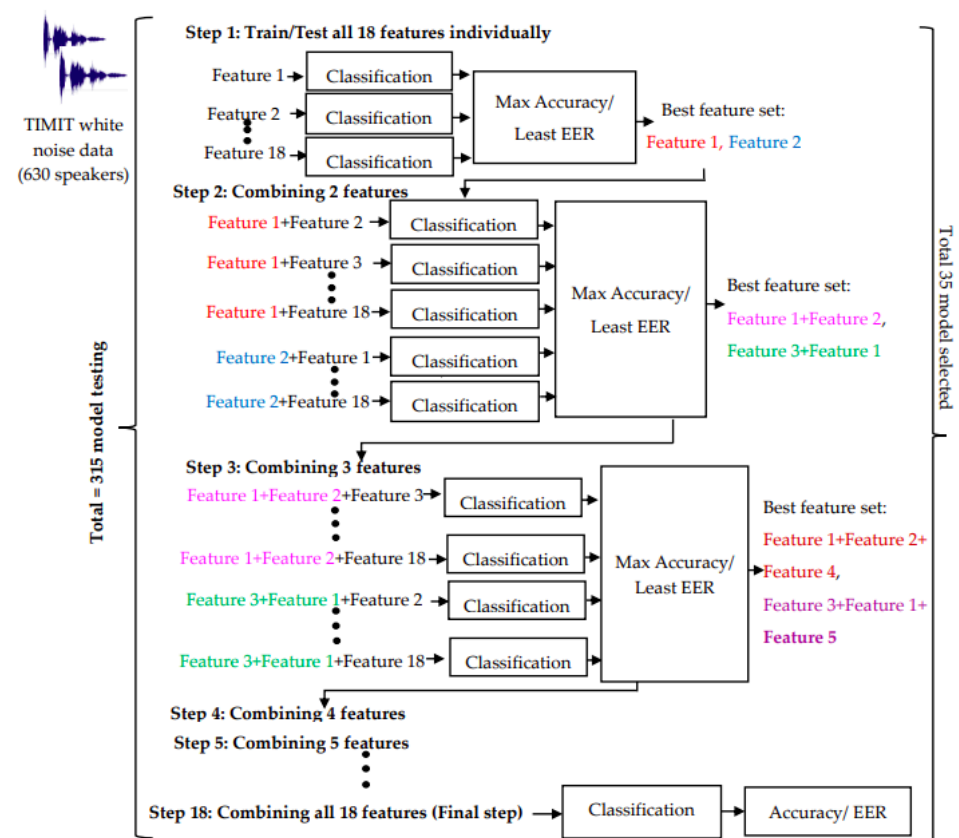 Step 1: Train/Test all 18 features individually
TIMIT white
noise data
(630 speakers)
Feature 1
Classification
Feature 2
Classification
Feature 18
Classification
Max Accuracy/
Least EER
Best feature set:
Feature 1, Feature 2
Step 2: Combining 2 features
Feature 1+Feature 2
Classification
Feature 1+Feature 3
Classification
Feature 1+Feature 18
Classification
Feature 2+Feature 1
Classification
Feature 2+Feature 18
Classification
Max Accuracy/
Least EER
Best feature set:
Feature 1+Feature 2,
Feature 3+Feature 1
Step 3: Combining 3 features
Feature 1+Feature 2+Feature 3
Classification
Feature 1+Feature 2+Feature 18
Classification
Feature 3+Feature 1+Feature 2
Classification
Feature 3+Feature 1+Feature 18
Classification
Max Accuracy/
Least EER
Best feature set:
Feature 1+Feature 2+
Feature 4,
Feature 3+Feature 1+
Feature 5
Step 4: Combining 4 features
Step 5: Combining 5 features
Step 18: Combining all 18 features (Final step)
Classification
Accuracy/ EER
Total = 315 model testing
Total 35 model selected